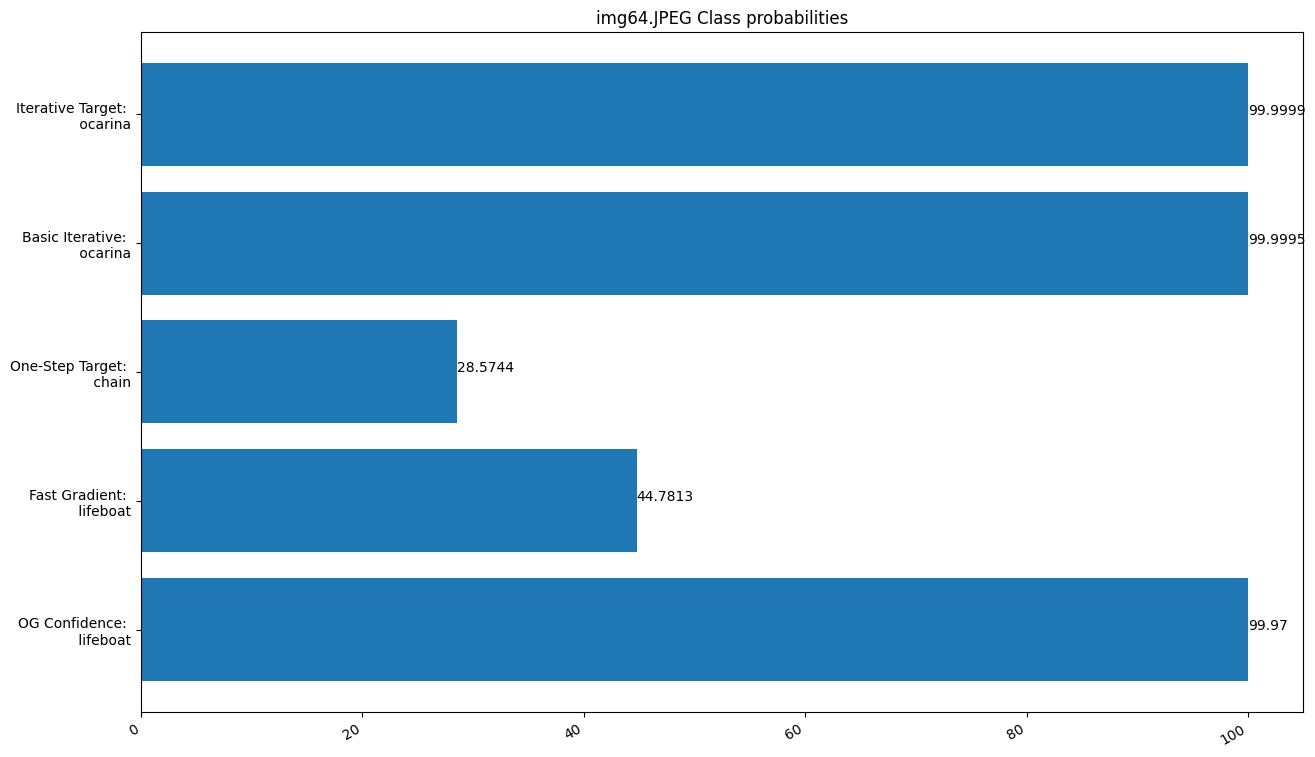 img64.JPEG Class probabilities
Iterative Target:
ocarina
99.9999
Basic Iterative:
ocarina
99.9995
One-Step Target:
chain
28.5744
Fast Gradient:
lifeboat
44.7813
OG Confidence:
lifeboat
99.97
0
20
40
60
80
100